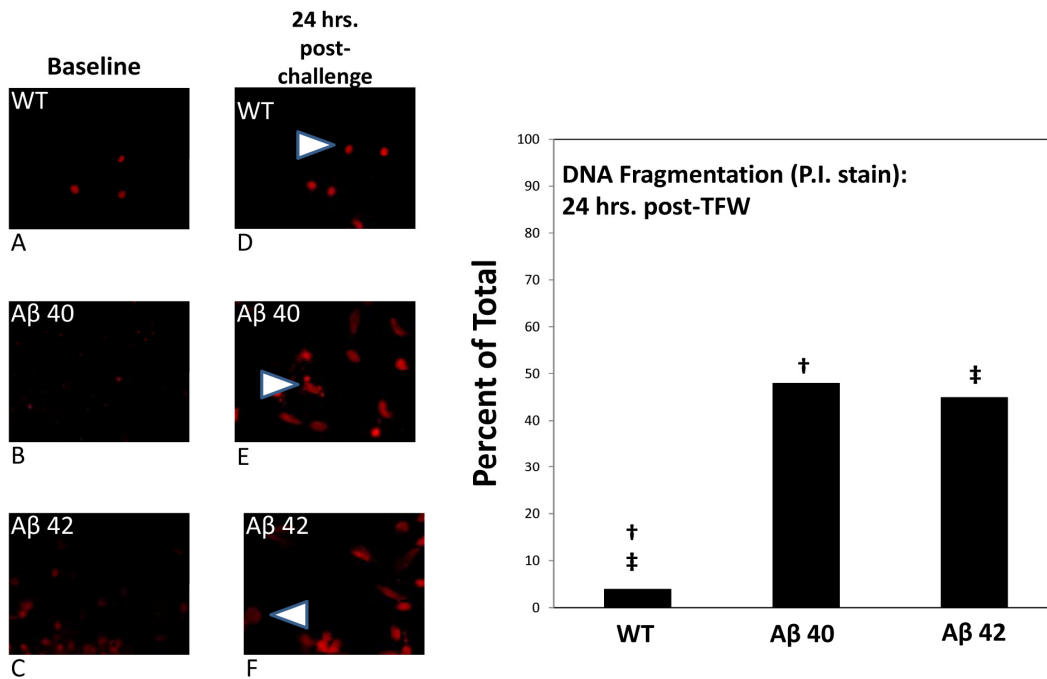 Baseline
24 hrs.
post-
challenge
WT
A
WT
D
Aβ 40
B
Aβ 40
E
Aβ 42
C
Aβ 42
F
DNA Fragmentation (P.I. stain):
24 hrs. post-TFW
Percent of Total
100
90
80
70
60
50
40
30
20
10
0
†
‡
†
‡
WT
Aβ 40
Aβ 42